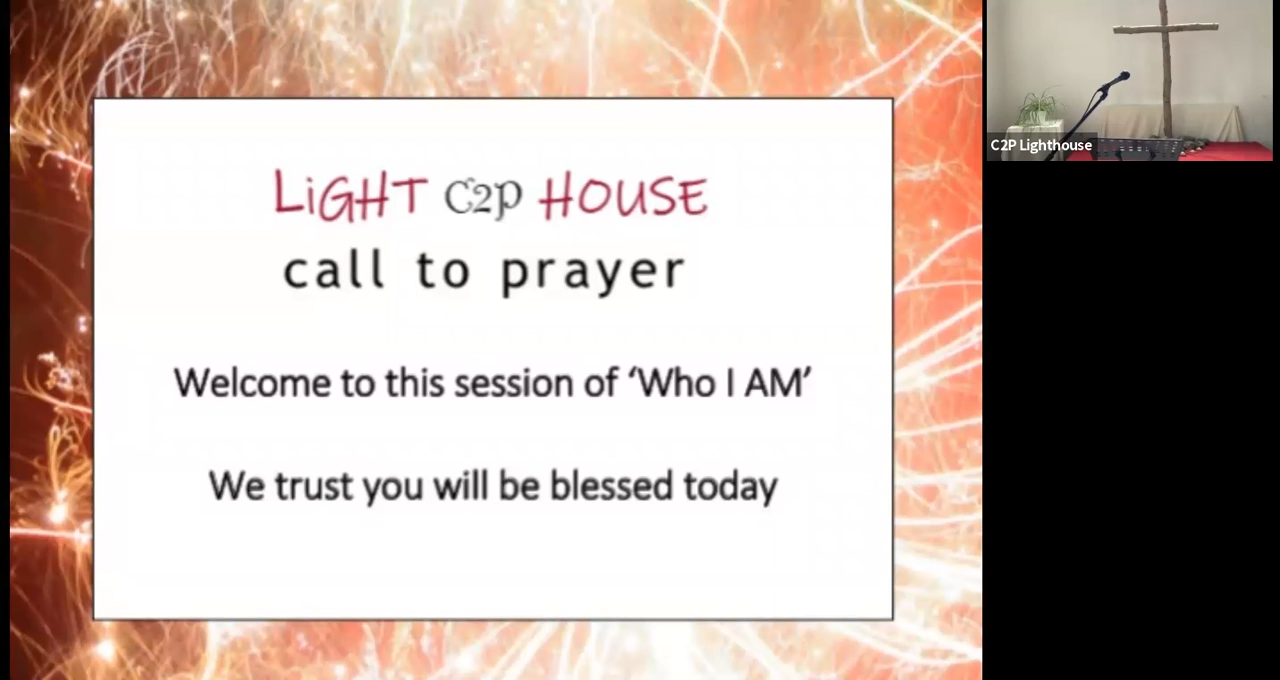 LiGHT C2P HOUSE
call to prayer
Welcome to this session of ‘Who I AM’
We trust you will be blessed today
C2P Lighthouse